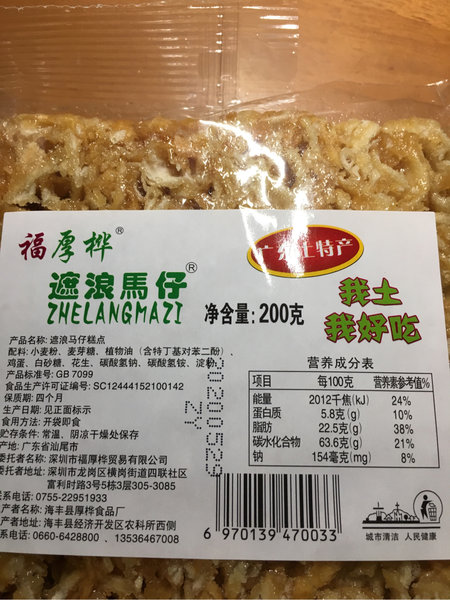 福厚桦®
遮浪馬仔®
ZHELANGMAZI
净含量:200克
广东土特产
我土
我好吃
产品名称: 遮浪马仔糕点
配料: 小麦粉、麦芽糖、植物油（含特丁基对苯二酚）、
鸡蛋、白砂糖、花生、碳酸氢钠、碳酸氢铵、淀粉
产品标准号: GB 7099
食品生产许可证编号: SC12444152100142
保质期: 四个月
生产日期: 见正面标示
食用方法: 开袋即食
贮存条件: 常温、阴凉干燥处保存
产地: 广东省汕尾市
委托者名称: 深圳市福厚桦贸易有限公司
委托者地址: 深圳市龙岗区横岗街道四联社区
富利时路3号5栋3层305-3085
联系电话: 0755-22951933
生产者: 海丰县厚桦食品厂
生产者地址: 海丰县经济开发区农科所西侧
联系电话: 0660-6428800 、13536467008
20200529
ZY
营养成分表
项目 每100克 营养素参考值%
能量 2012千焦(kJ) 24%
蛋白质 5.8克(g) 10%
脂肪 22.5克(g) 38%
碳水化合物 63.6克(g) 21%
钠 154毫克(mg) 8%
6 970139 470033
城市清洁 人民健康